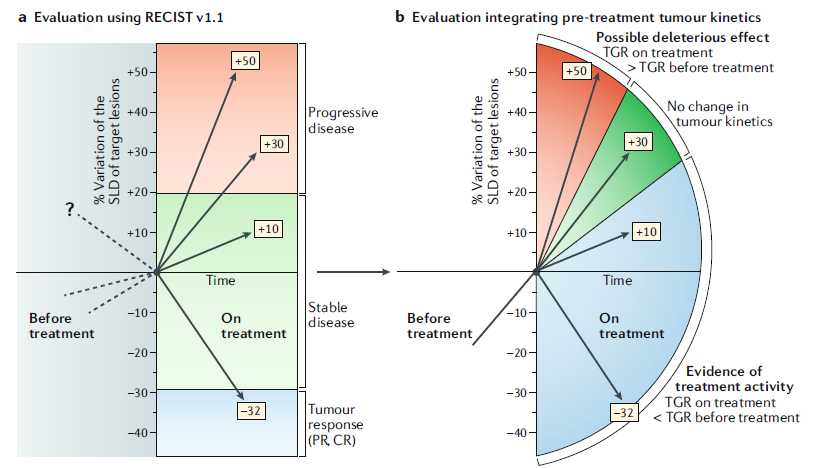 a Evaluation using RECIST v1.1
% Variation of the
SLD of target lesions
+50
+40
+30
+20
+10
–10
–20
–30
–40
?
Before
treatment
+50
+30
+10
Time
On
treatment
–32
Progressive
disease
Stable
disease
Tumour
response
(PR, CR)
b Evaluation integrating pre-treatment tumour kinetics
% Variation of the
SLD of target lesions
+50
+40
+30
+20
+10
–10
–20
–30
–40
Before
treatment
+50
+30
+10
Time
On
treatment
–32
Possible deleterious effect
TGR on treatment
> TGR before treatment
No change in
tumour kinetics
Evidence of
treatment activity
TGR on treatment
< TGR before treatment